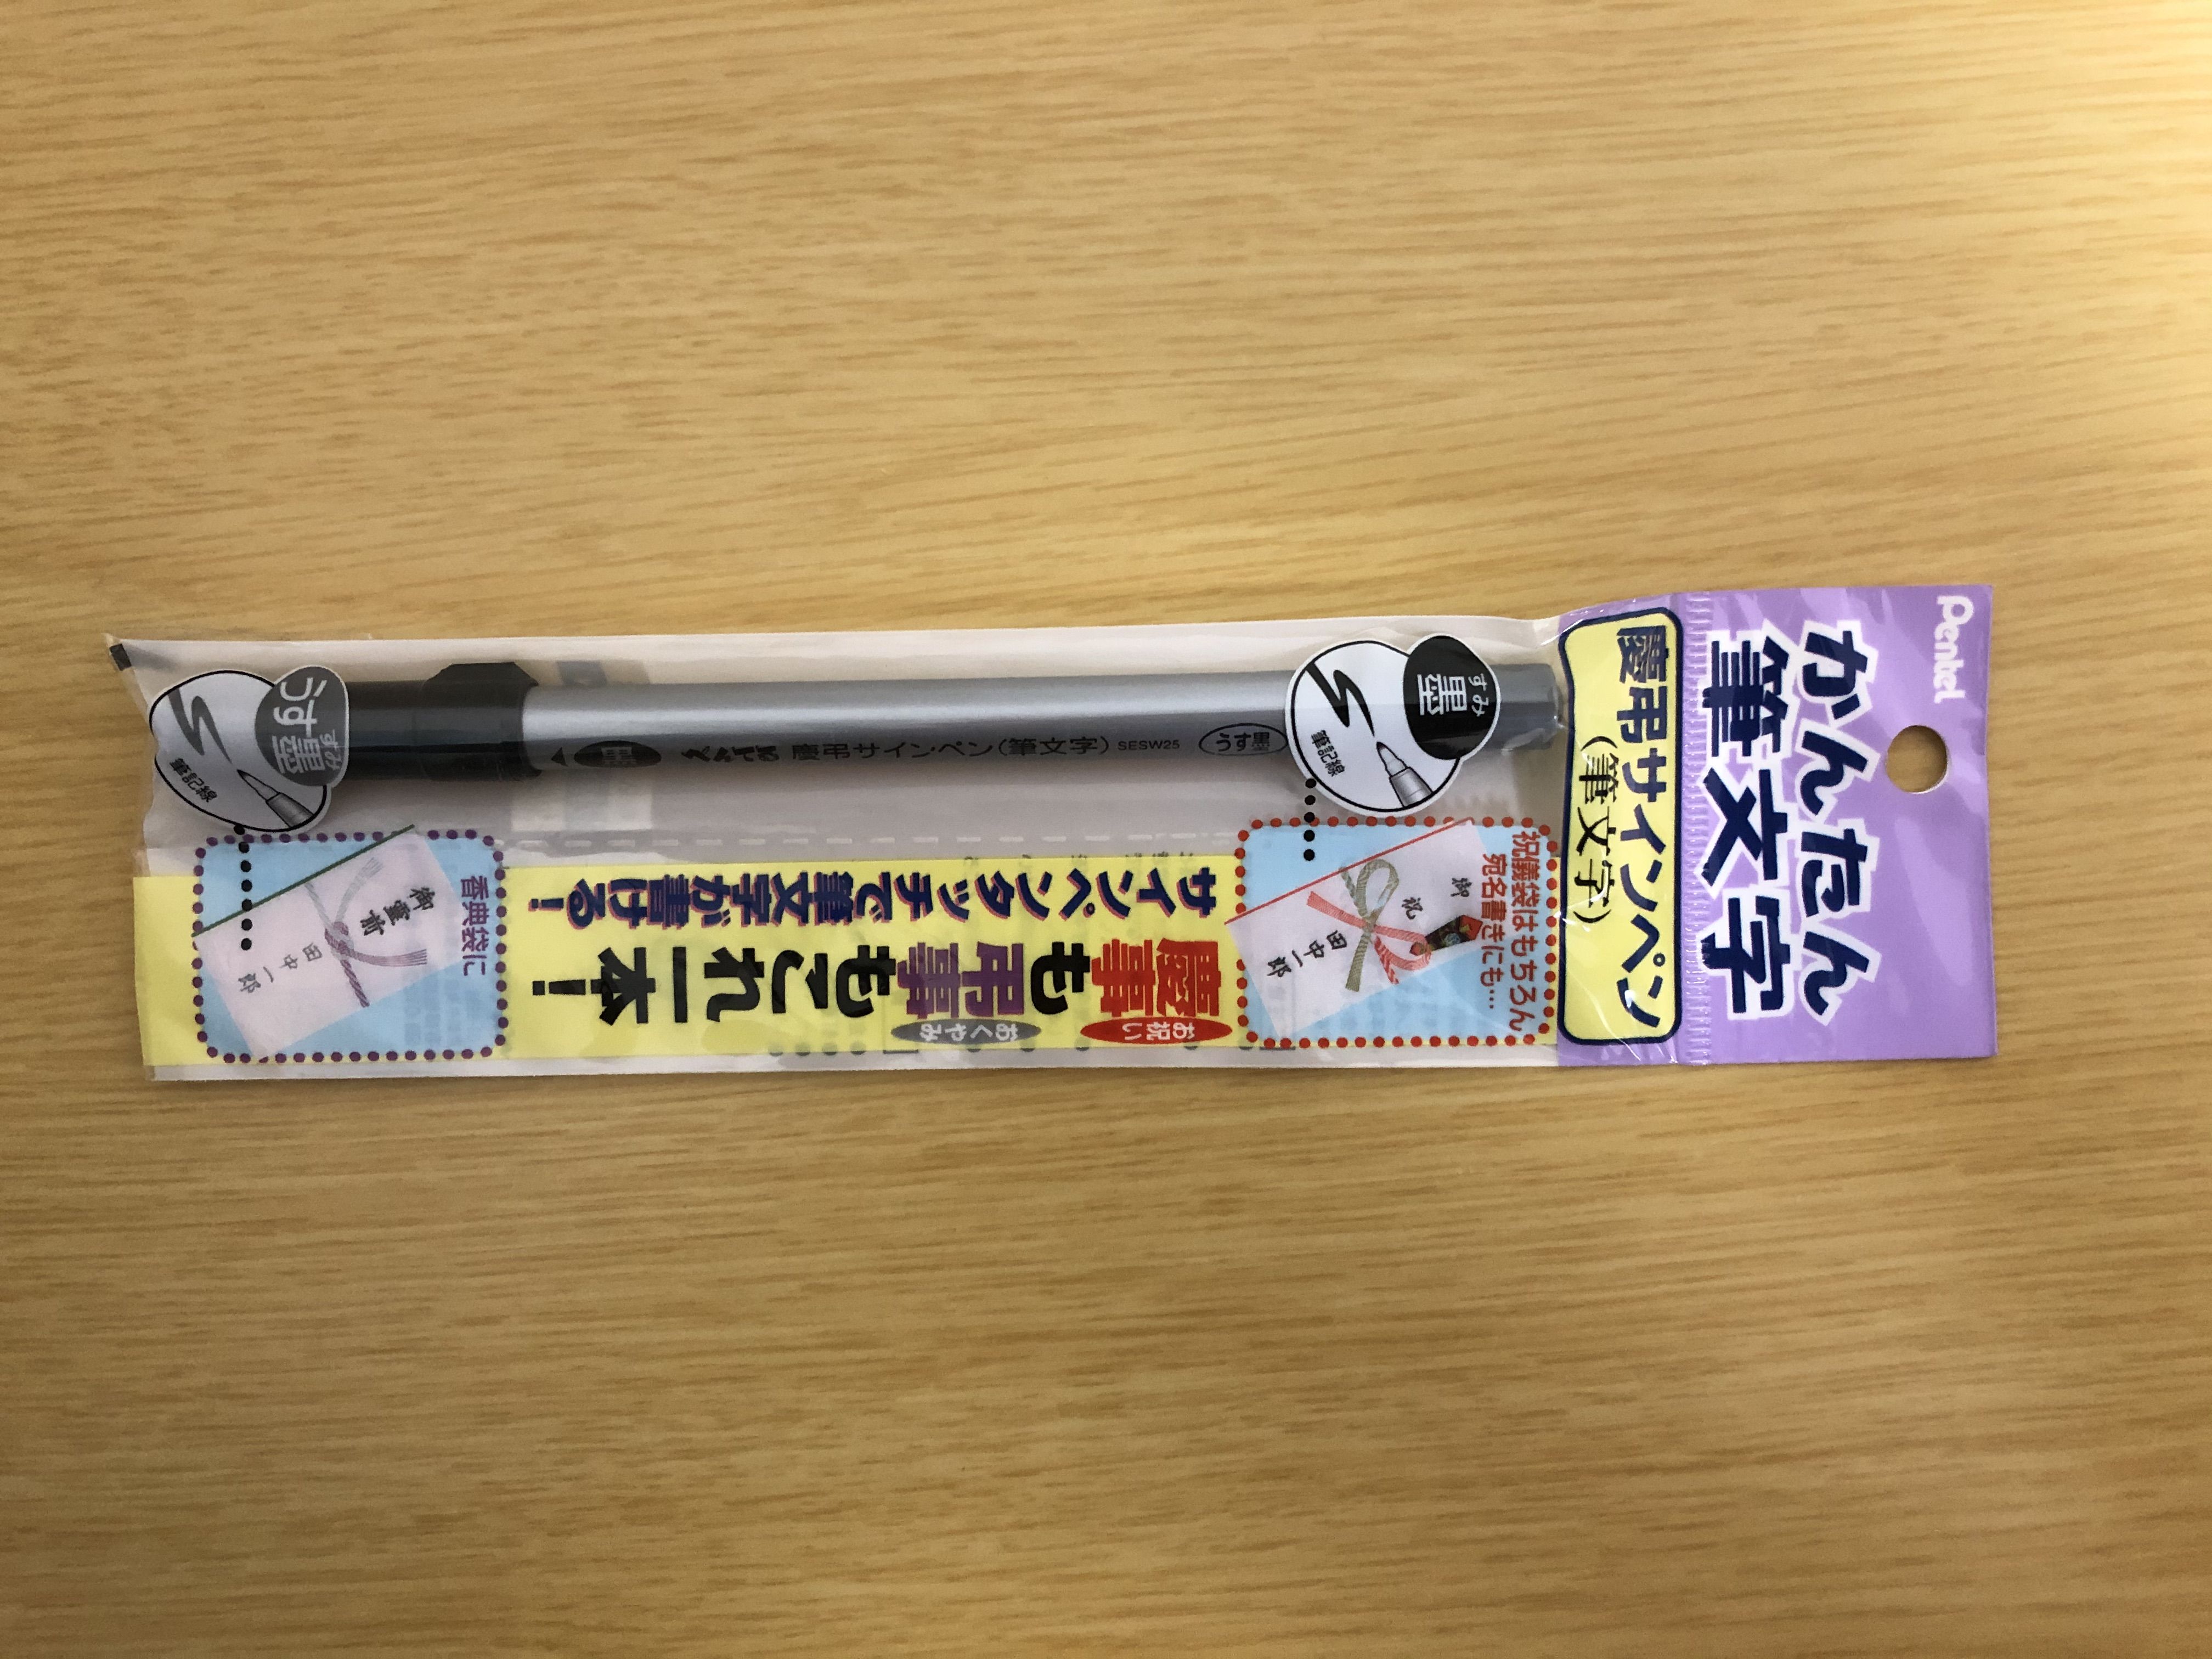 Pentel
かんたん
筆文字
慶弔サインペン
(筆文字)
すみ
墨
筆記線
祝儀袋はもちろん
宛名書きにも…
御祝
田中一郎
お祝い
おくやみ
慶事も弔事もこれ一本!
サインペンタッチで筆文字が書ける!
慶弔サインペン(筆文字) SESW25
うす墨
すみ
うす墨
筆記線
香典袋に
御霊前
田中一郎